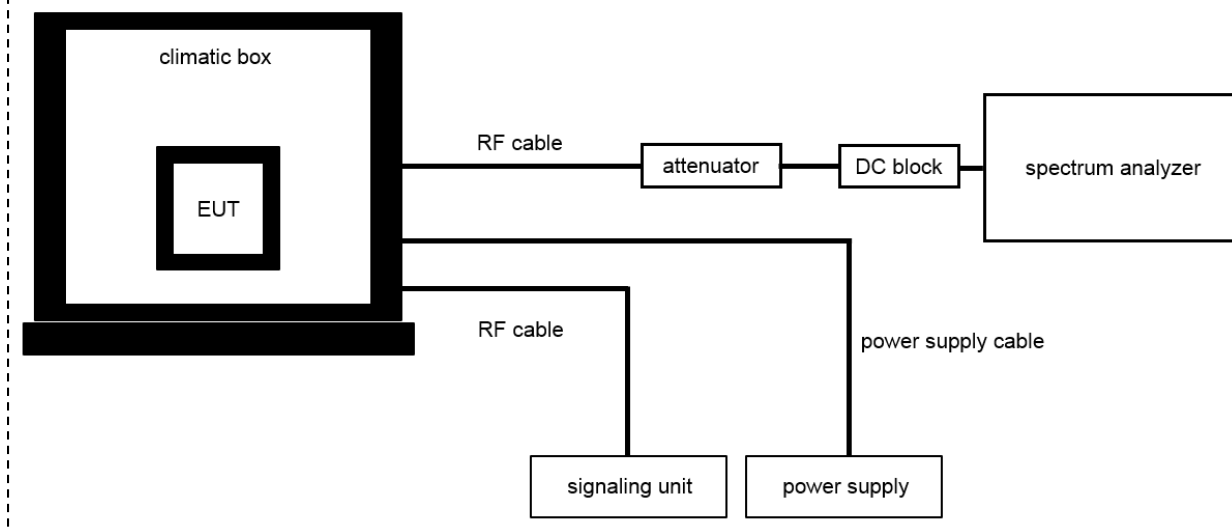 climatic box
RF cable
attenuator
DC block
spectrum analyzer
EUT
RF cable
power supply cable
signaling unit
power supply